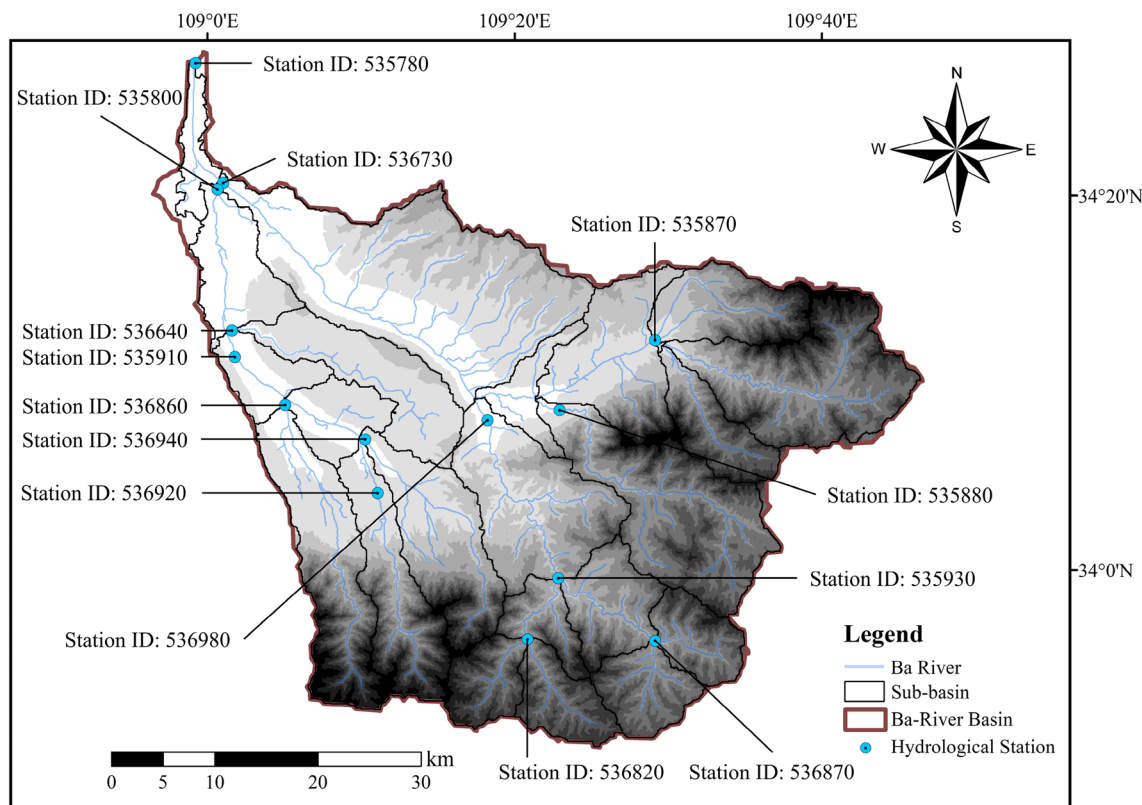 109°0'E
109°20'E
109°40'E
Station ID: 535780
Station ID: 535800
Station ID: 536730
N
W
E
S
34°20'N
Station ID: 535870
Station ID: 536640
Station ID: 535910
Station ID: 536860
Station ID: 536940
Station ID: 536920
Station ID: 535880
Station ID: 535930
34°0'N
Station ID: 536980
Legend
Ba River
Sub-basin
Ba-River Basin
Hydrological Station
km
0 5 10 20 30
Station ID: 536820
Station ID: 536870